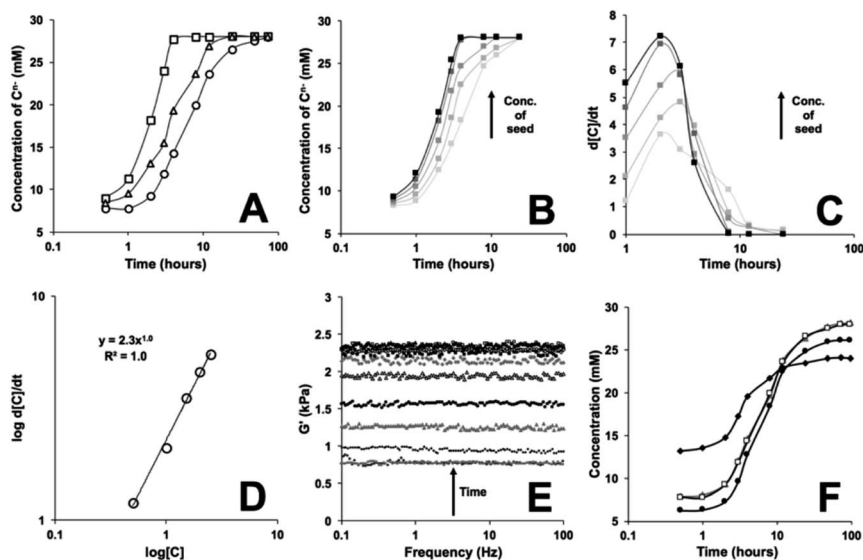 30
25
20
15
10
5
0.1
1
10
100
Time (hours)
Concentration of Cⁿ⁻ (mM)
A
30
25
20
15
10
5
0.1
1
10
100
Time (hours)
Concentration of Cⁿ⁻ (mM)
Conc.
of
seed
B
8
7
6
5
4
3
2
1
0
1
10
100
Time (hours)
d[C]/dt
Conc.
of
seed
C
10
1
0.1
1
10
log[C]
log d[C]/dt
y = 2.3x¹·⁰
R² = 1.0
D
3
2.5
2
1.5
1
0.5
0
0.1
1
10
100
Frequency (Hz)
G' (kPa)
Time
E
30
25
20
15
10
5
0
0.1
1
10
100
Time (hours)
Concentration (mM)
F